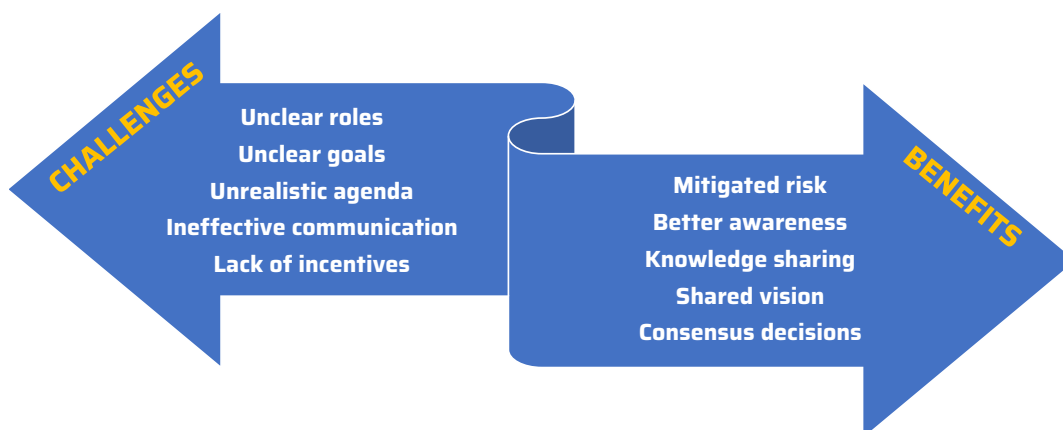 CHALLENGES
Unclear roles
Unclear goals
Unrealistic agenda
Ineffective communication
Lack of incentives
BENEFITS
Mitigated risk
Better awareness
Knowledge sharing
Shared vision
Consensus decisions